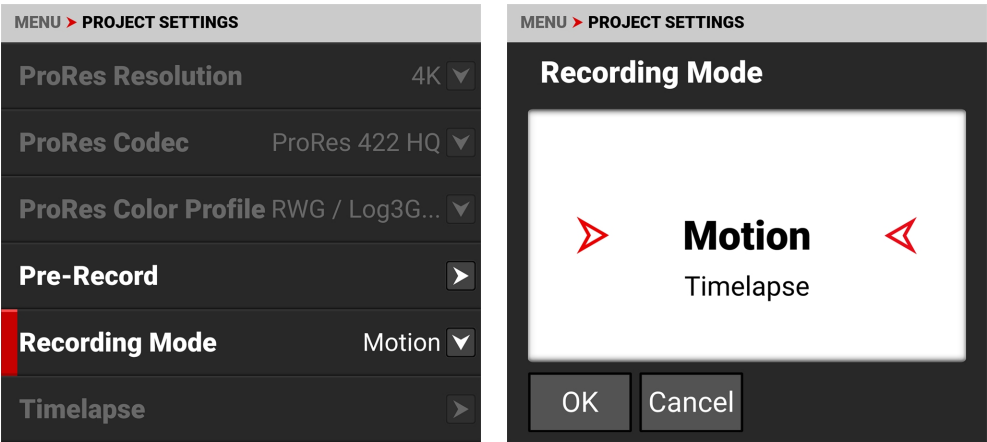 MENU > PROJECT SETTINGS
ProRes Resolution 4K
ProRes Codec ProRes 422 HQ
ProRes Color Profile RWG / Log3G...
Pre-Record
Recording Mode Motion
Timelapse
MENU > PROJECT SETTINGS
Recording Mode
Motion
Timelapse
OK Cancel